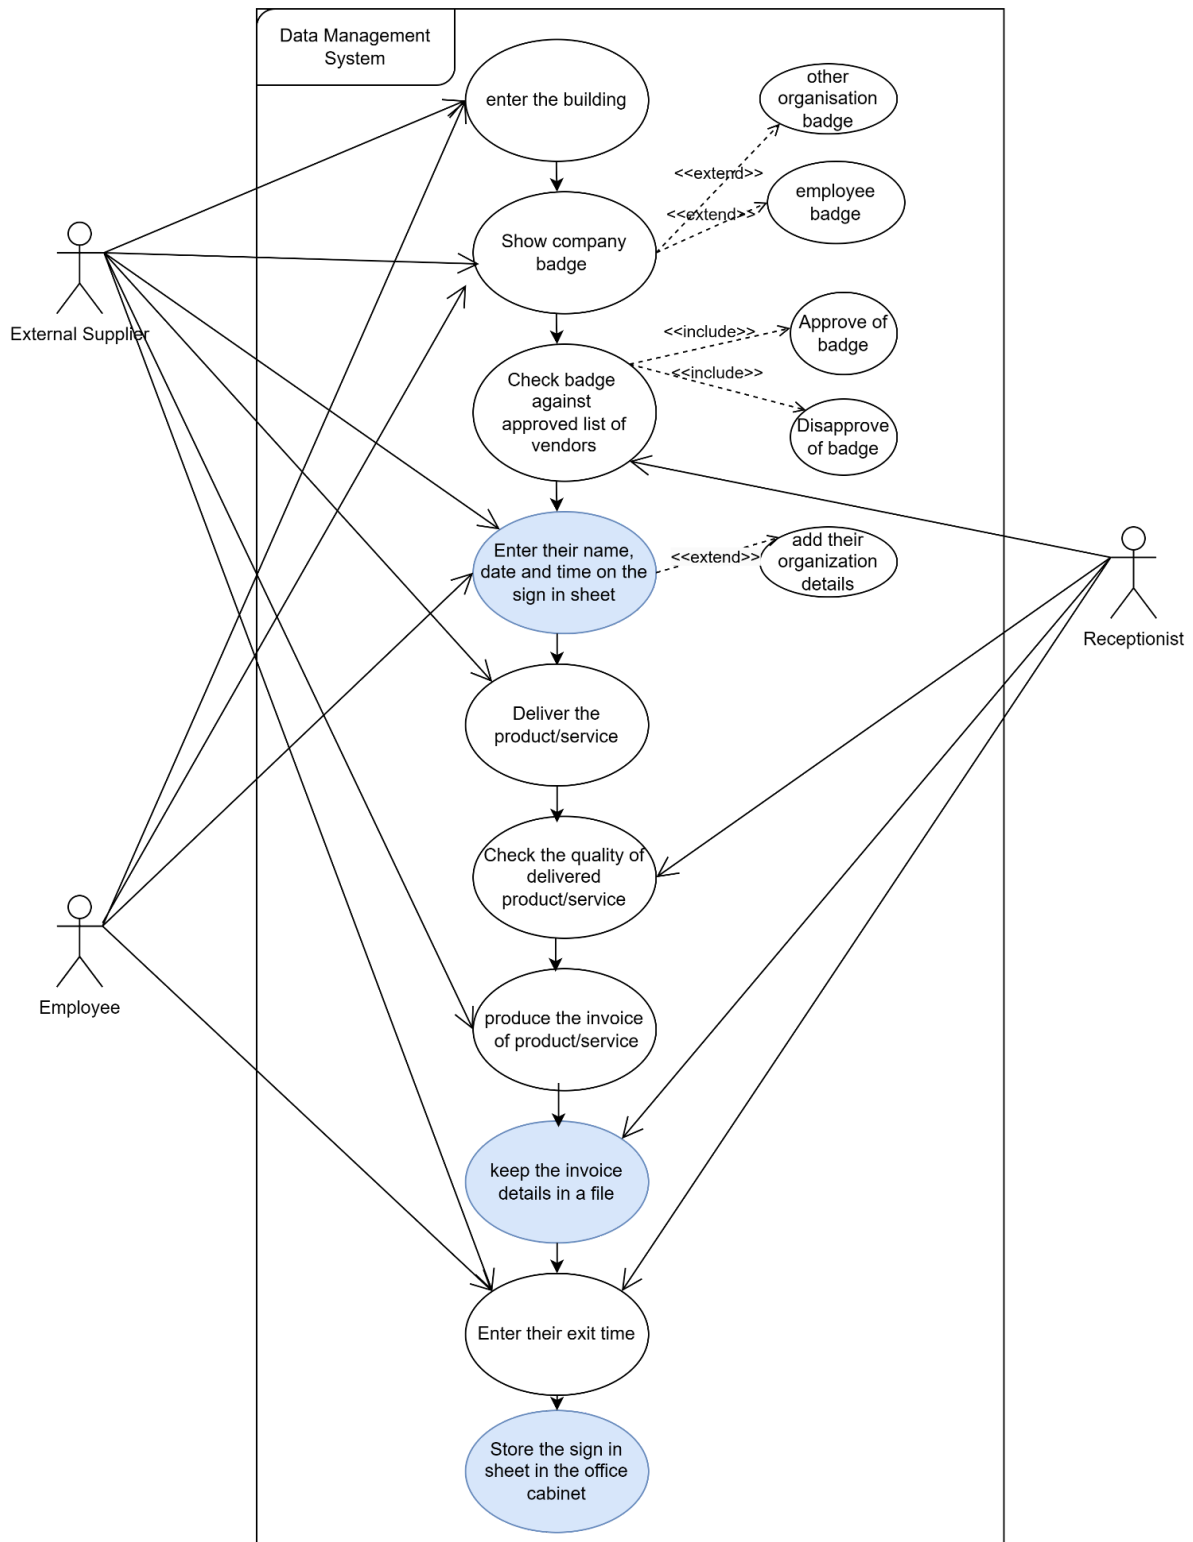 Data Management
System
enter the building
other
organisation
badge
<<extend>>
employee
badge
<<extend>>
Show company
badge
External Supplier
<<include>>
Approve of
badge
<<include>>
Check badge
against
approved list of
vendors
Disapprove
of badge
Enter their name,
date and time on the
sign in sheet
<<extend>>
add their
organization
details
Receptionist
Deliver the
product/service
Check the quality of
delivered
product/service
Employee
produce the invoice
of product/service
keep the invoice
details in a file
Enter their exit time
Store the sign in
sheet in the office
cabinet